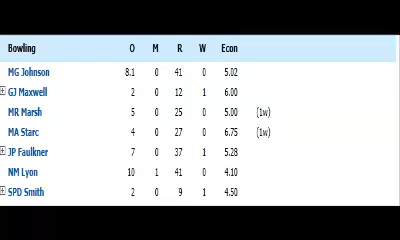 Bowling O M R W Econ
MG Johnson 8.1 0 41 0 5.02
GJ Maxwell 2 0 12 1 6.00
MR Marsh 5 0 25 0 5.00 (1w)
MA Starc 4 0 27 0 6.75 (1w)
JP Faulkner 7 0 37 1 5.28
NM Lyon 10 1 41 0 4.10
SPD Smith 2 0 9 1 4.50